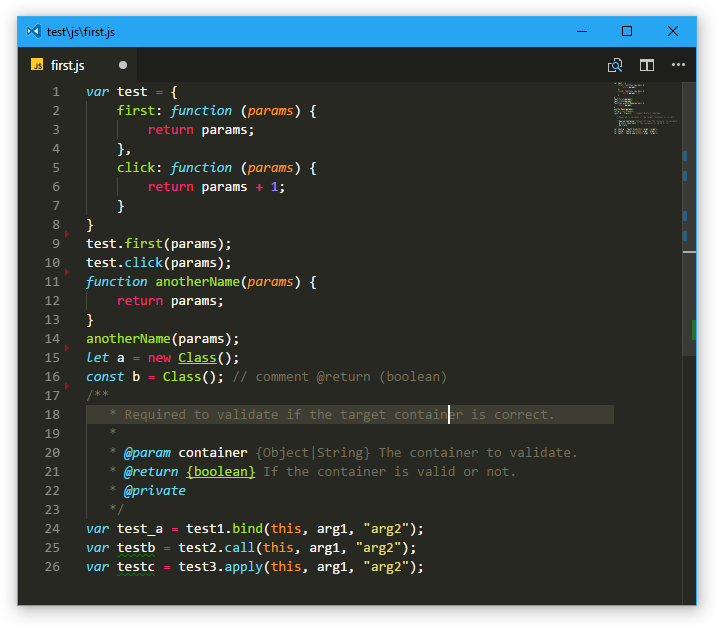 test\js\first.js
JS first.js
1 var test = {
2     first: function (params) {
3         return params;
4     },
5     click: function (params) {
6         return params + 1;
7     }
8 }
9 test.first(params);
10 test.click(params);
11 function anotherName(params) {
12     return params;
13 }
14 anotherName(params);
15 let a = new Class();
16 const b = Class(); // comment @return (boolean)
17 /**
18    * Required to validate if the target container is correct.
19    *
20    * @param container {Object|String} The container to validate.
21    * @return {boolean} If the container is valid or not.
22    * @private
23    */
24 var test_a = test1.bind(this, arg1, "arg2");
25 var testb = test2.call(this, arg1, "arg2");
26 var testc = test3.apply(this, arg1, "arg2");